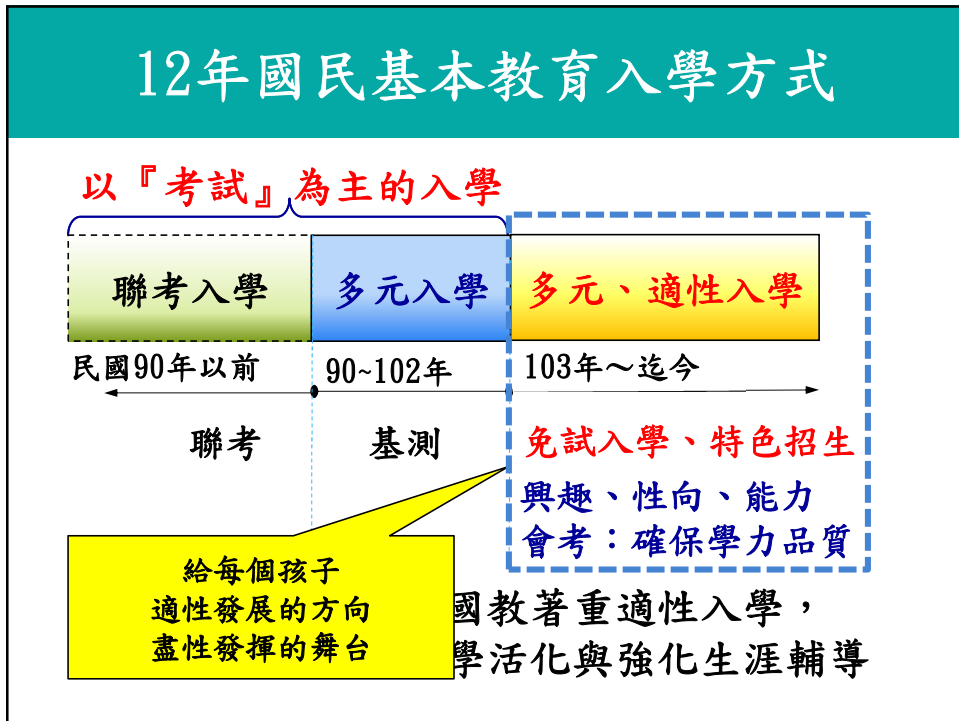 12年國民基本教育入學方式
以『考試』為主的入學
聯考入學 多元入學 多元、適性入學
民國90年以前 90~102年 103年～迄今
聯考 基測 免試入學、特色招生
興趣、性向、能力
會考：確保學力品質
給每個孩子
適性發展的方向
盡性發揮的舞台
國教著重適性入學，
學活化與強化生涯輔導